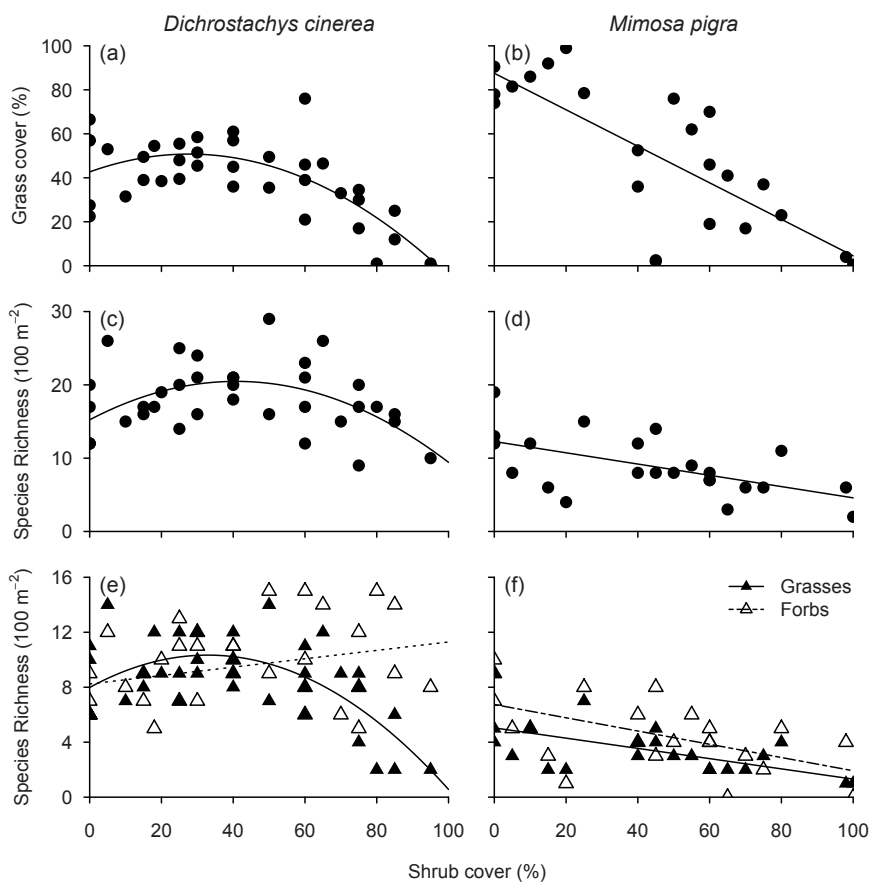 Dichrostachys cinerea
Mimosa pigra
(a)
(b)
Grass cover (%)
100
80
60
40
20
0
(c)
(d)
Species Richness (100 m⁻²)
30
20
10
0
(e)
(f)
Grasses
Forbs
Species Richness (100 m⁻²)
16
12
8
4
0
0 20 40 60 80 100
0 20 40 60 80 100
Shrub cover (%)